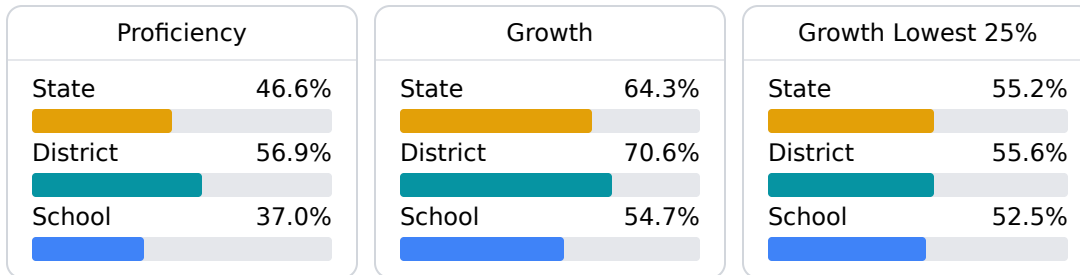 Proficiency
State 46.6%
District 56.9%
School 37.0%
Growth
State 64.3%
District 70.6%
School 54.7%
Growth Lowest 25%
State 55.2%
District 55.6%
School 52.5%